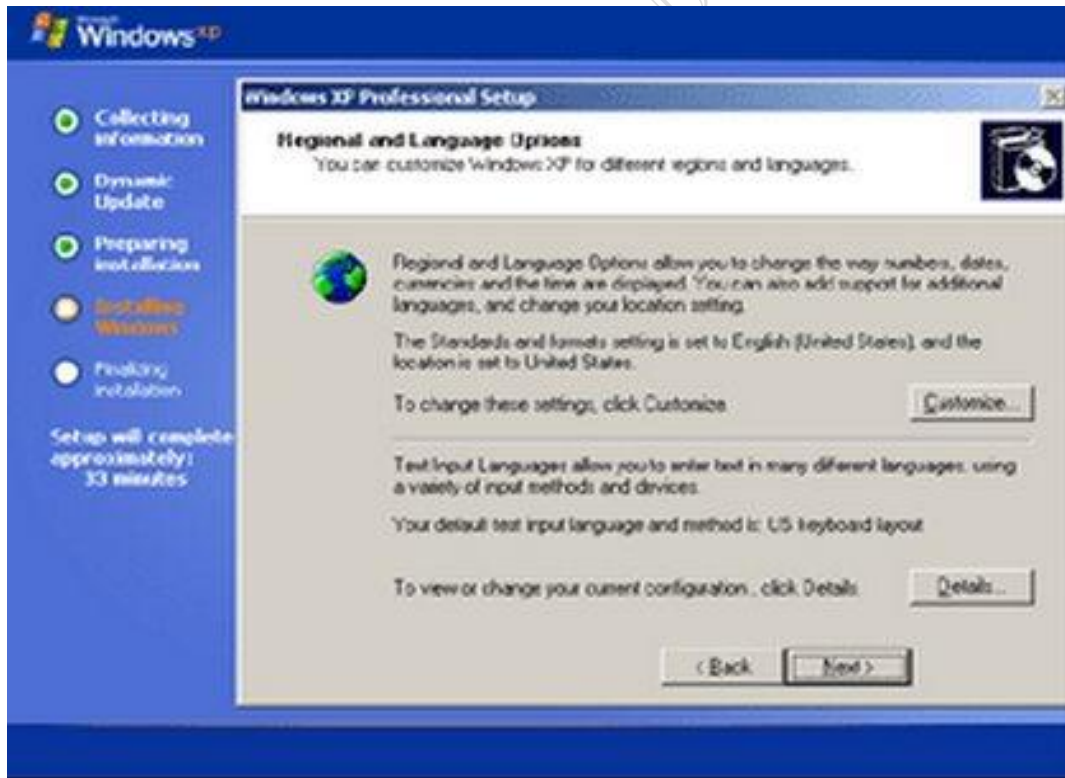 Microsoft
Windows xp
Collecting
information
Dynamic
Update
Preparing
installation
Installing
Windows
Finalizing
installation
Setup will complete
approximately:
33 minutes
Windows XP Professional Setup
Regional and Language Options
You can customize Windows XP for different regions and languages.
Regional and Language Options allow you to change the way numbers, dates,
currencies and the time are displayed. You can also add support for additional
languages, and change your location setting.
The Standards and formats setting is set to English (United States), and the
location is set to United States.
To change these settings, click Customize.
Customize...
Text Input Languages allow you to enter text in many different languages, using
a variety of input methods and devices.
Your default text input language and method is: US keyboard layout
To view or change your current configuration, click Details.
Details...
< Back
Next >